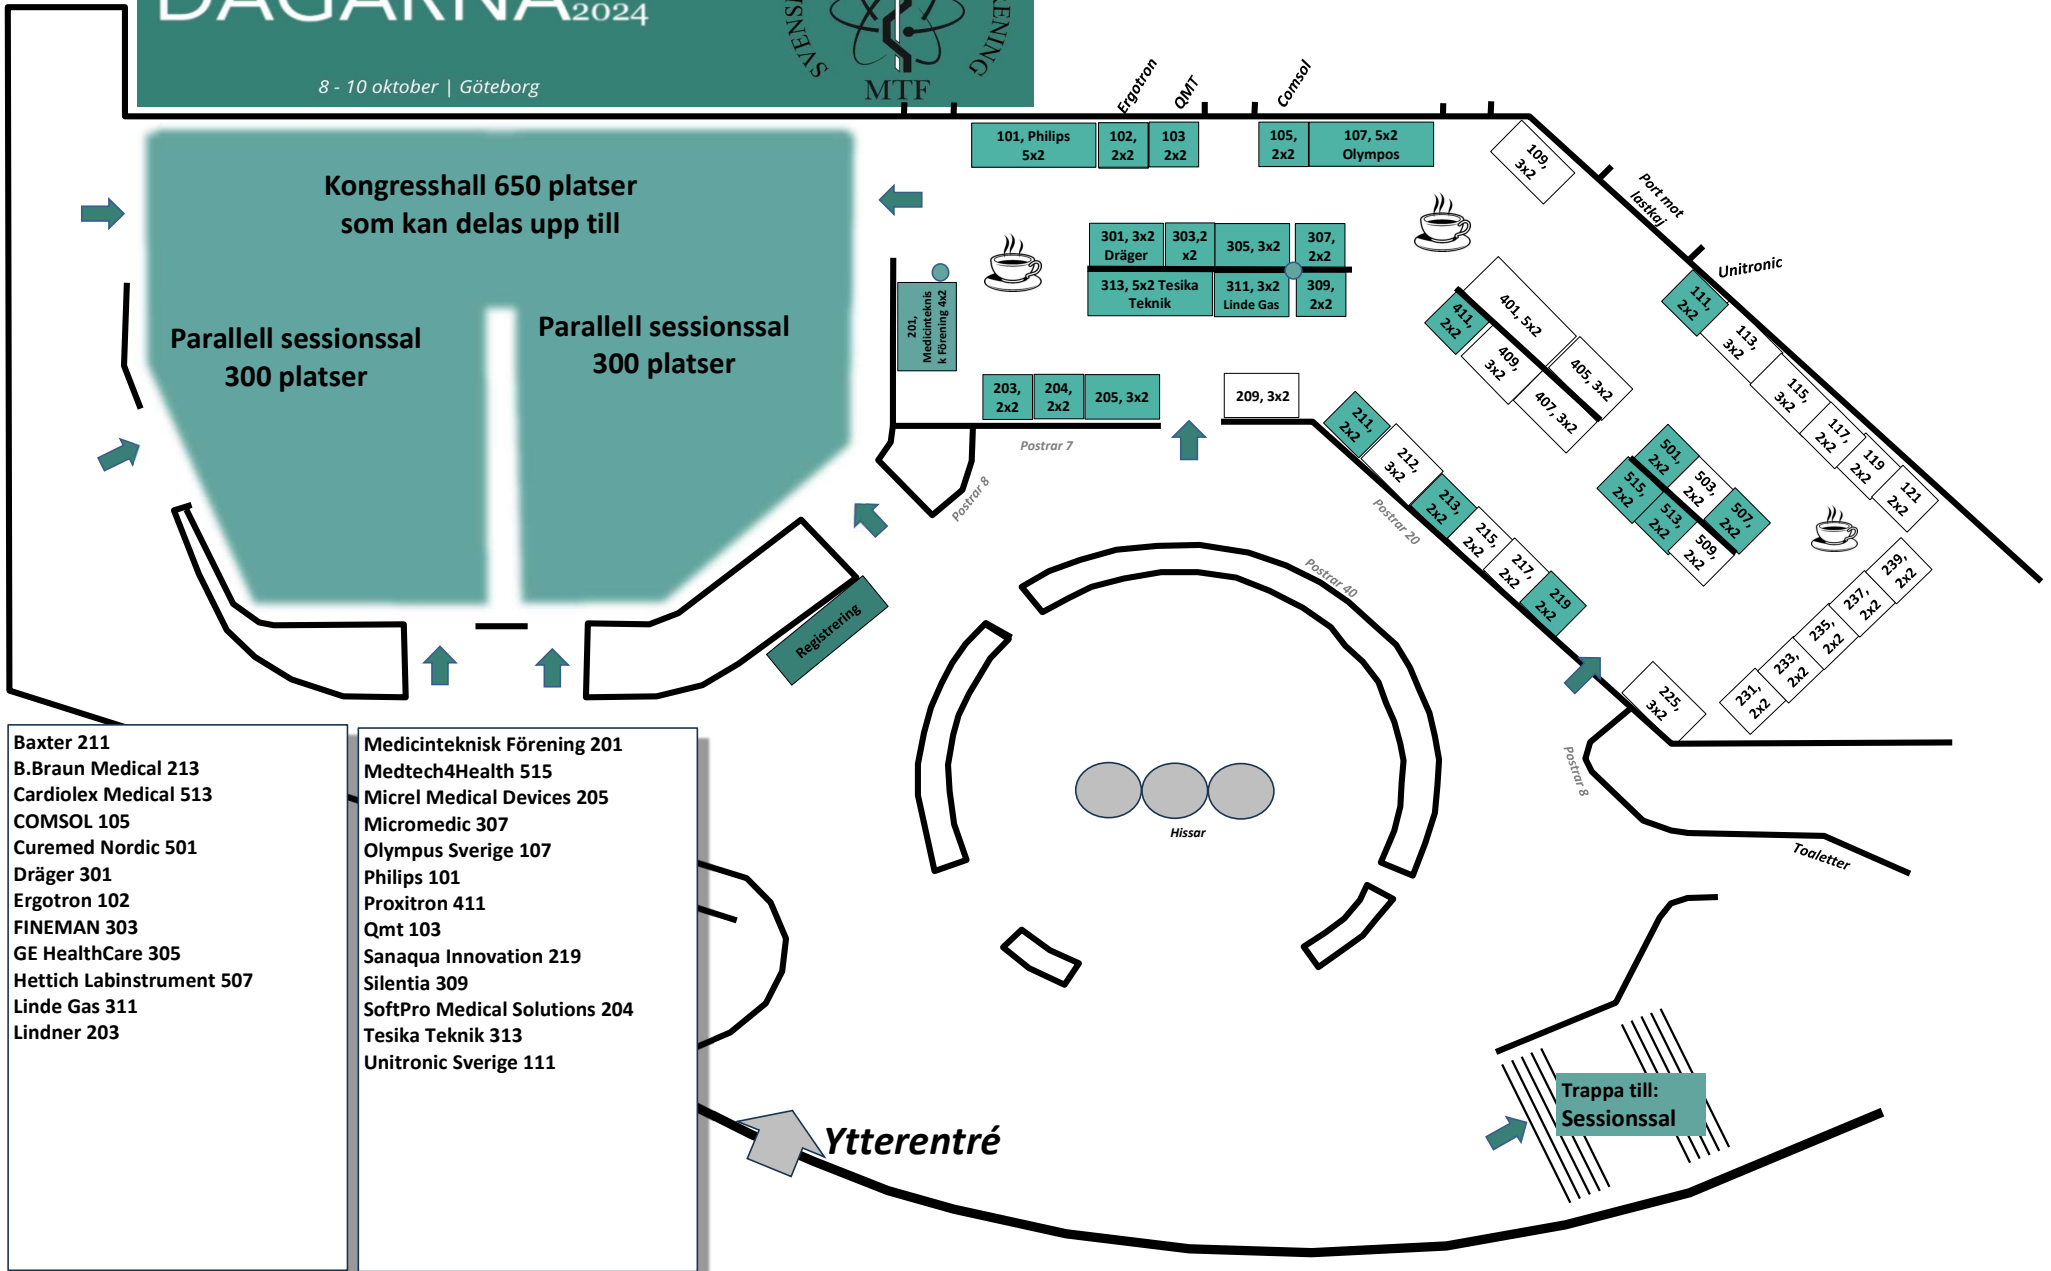 DAGARNA2024
8 - 10 oktober | Göteborg
SVENSK
ENING
MTF
Ergotron
QMT
Comsol
101, Philips
5x2
102,
2x2
103
2x2
105,
2x2
107, 5x2
Olympos
109,
3x2
Port mot
lastkaj
Unitronic
Kongresshall 650 platser
som kan delas upp till
Parallell sessionssal
300 platser
Parallell sessionssal
300 platser
201,
Medicinteknis
k Förening 4x2
301, 3x2
Dräger
303,2
x2
305, 3x2
307,
2x2
313, 5x2 Tesika
Teknik
311, 3x2
Linde Gas
309,
2x2
203,
2x2
204,
2x2
205, 3x2
209, 3x2
Postrar 7
Postrar 8
211,
2x2
212,
3x2
213,
2x2
215,
2x2
217,
2x2
219
2x2
Postrar 20
Postrar 40
225,
3x2
401, 5x2
411,
2x2
409,
3x2
405, 3x2
407, 3x2
111,
2x2
113,
3x2
115,
3x2
117,
2x2
119
2x2
121
2x2
501,
2x2
503,
2x2
507,
2x2
515,
2x2
513,
2x2
509,
2x2
231,
2x2
233,
2x2
235,
2x2
237,
2x2
239,
2x2
Registrering
Postrar 8
Toaletter
Hissar
Baxter 211
B.Braun Medical 213
Cardiolex Medical 513
COMSOL 105
Curemed Nordic 501
Dräger 301
Ergotron 102
FINEMAN 303
GE HealthCare 305
Hettich Labinstrument 507
Linde Gas 311
Lindner 203
Medicinteknisk Förening 201
Medtech4Health 515
Micrel Medical Devices 205
Micromedic 307
Olympus Sverige 107
Philips 101
Proxitron 411
Qmt 103
Sanaqua Innovation 219
Silentia 309
SoftPro Medical Solutions 204
Tesika Teknik 313
Unitronic Sverige 111
Ytterentré
Trappa till:
Sessionssal